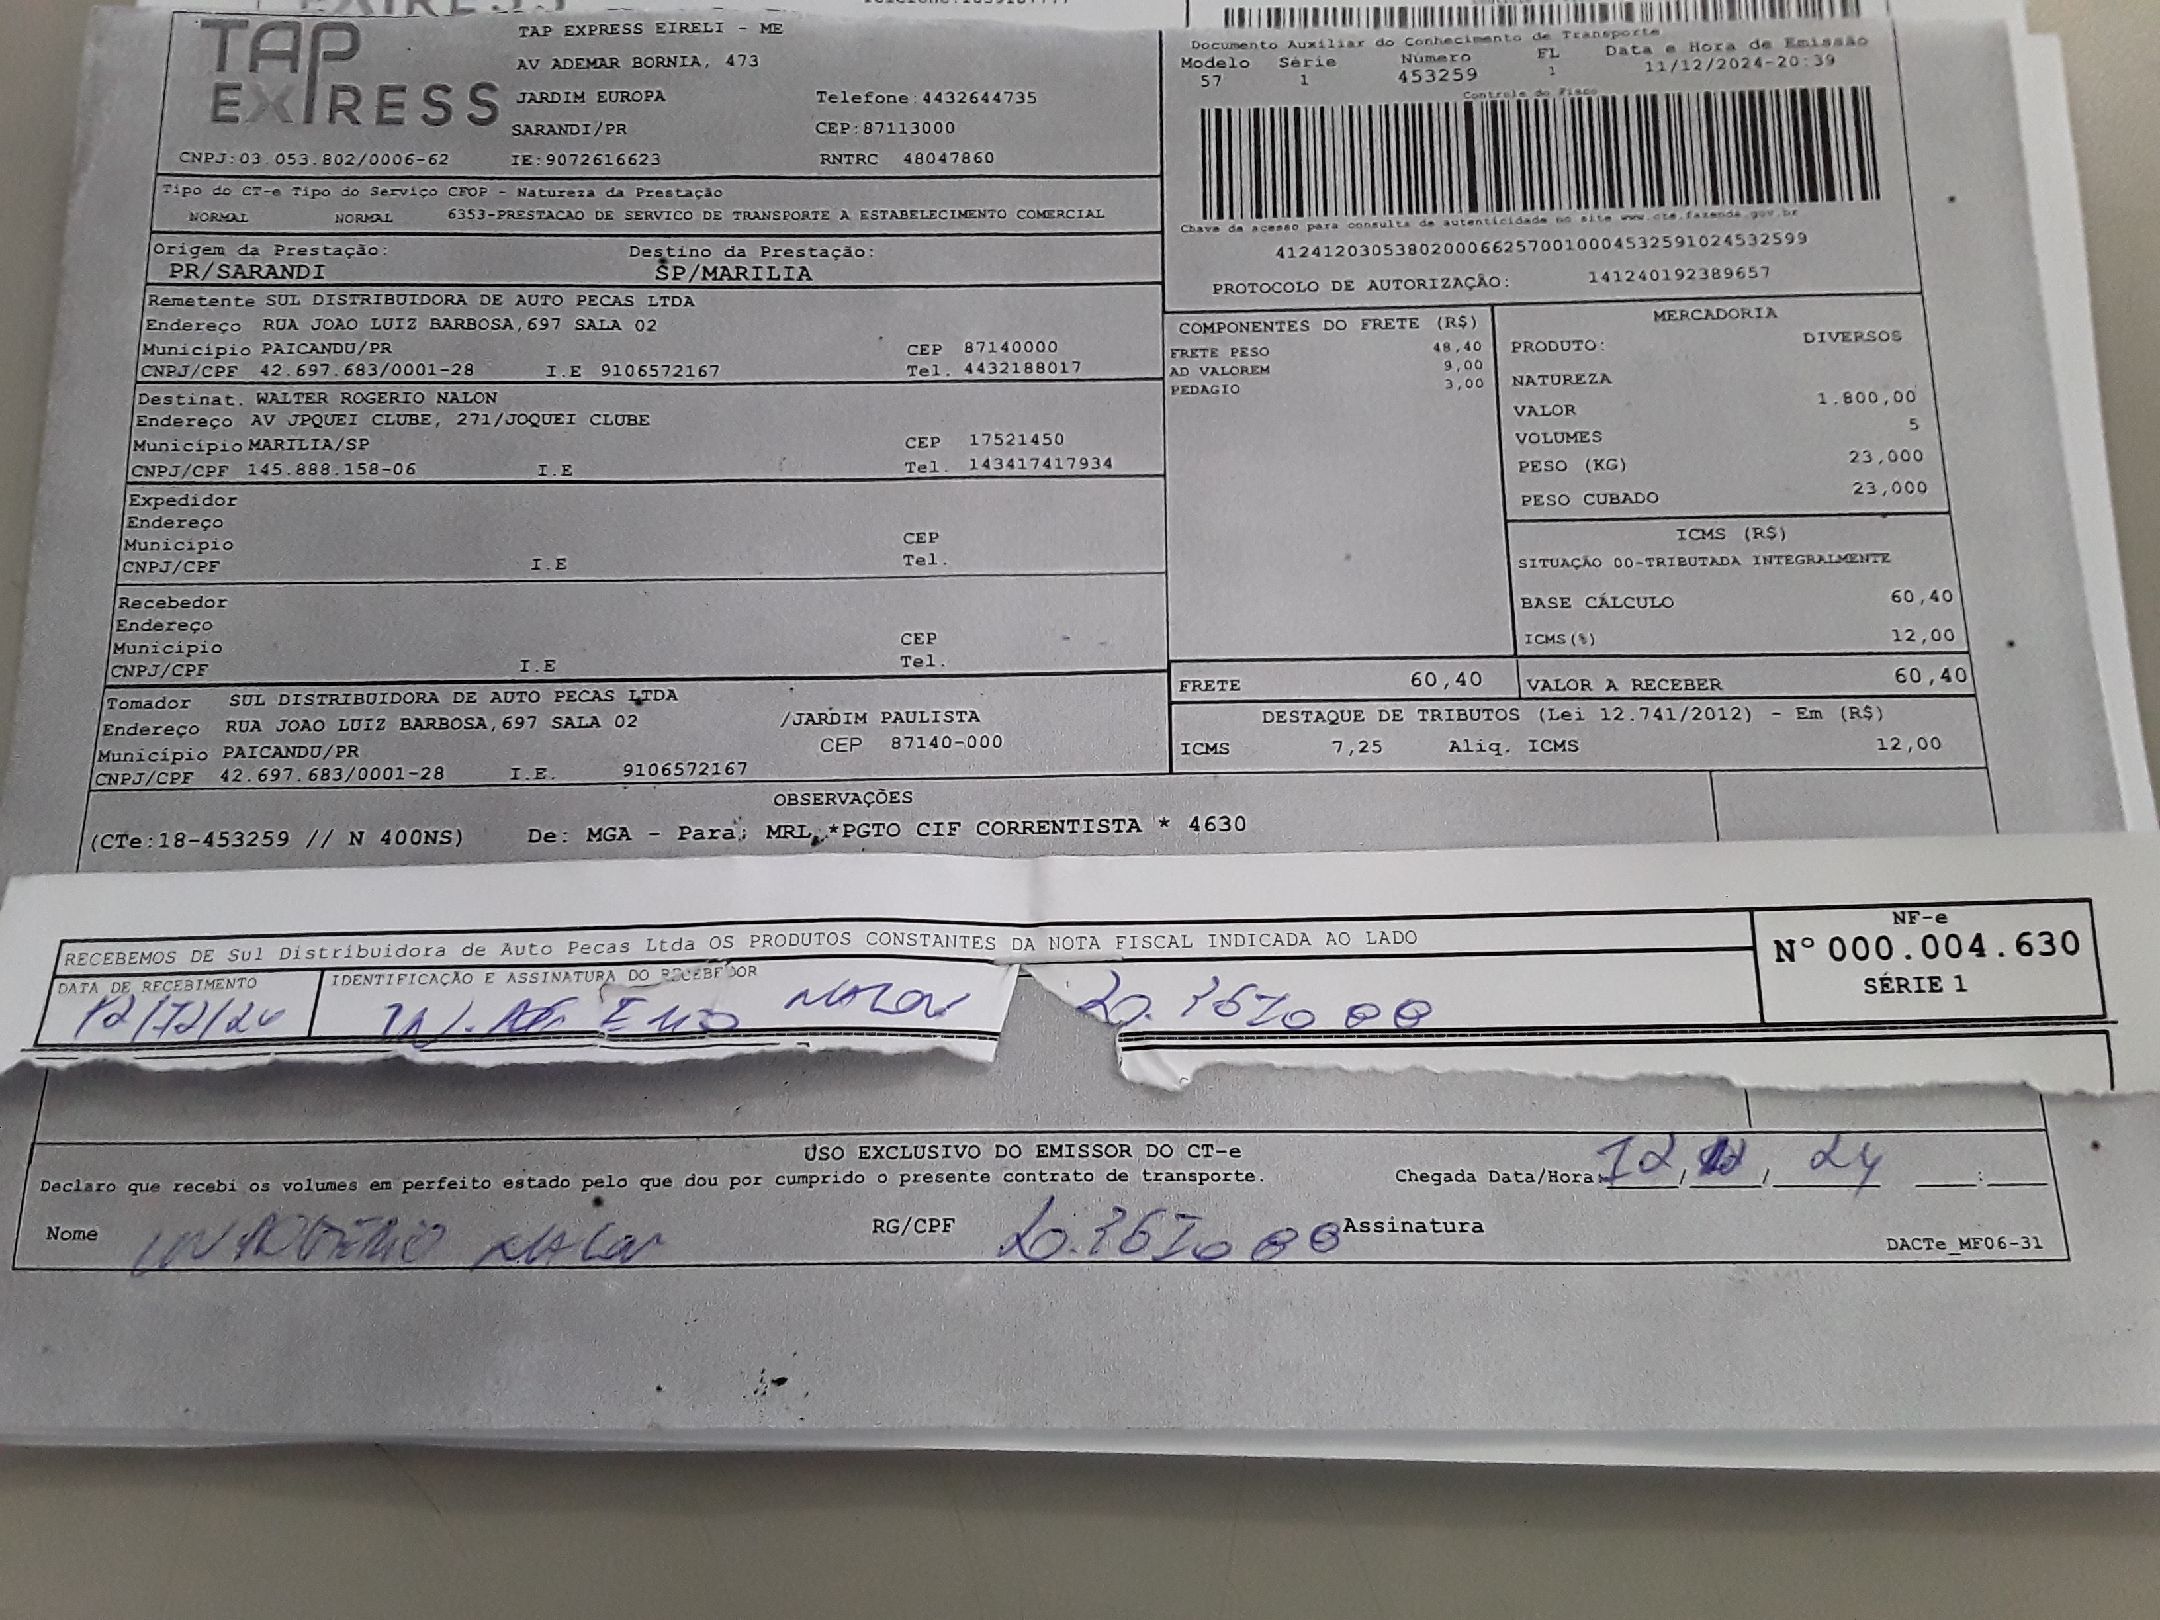 TAP EXPRESS
TAP EXPRESS EIRELI - ME
AV ADEMAR BORNIA, 473
JARDIM EUROPA Telefone:4432644735
SARANDI/PR CEP:87113000
CNPJ:03.053.802/0006-62 IE:9072616623 RNTRC 48047860
Documento Auxiliar do Conhecimento de Transporte
Modelo Série Número FL Data e Hora de Emissão
57 1 453259 1 11/12/2024-20:39
Controle do Fisco
Chave de acesso para consulta de autenticidade no site www.cte.fazenda.gov.br
41241203053802000662570010004532591024532599
PROTOCOLO DE AUTORIZAÇÃO: 141240192389657
Tipo do CT-e Tipo do Serviço CFOP - Natureza da Prestação
NORMAL NORMAL 6353-PRESTACAO DE SERVICO DE TRANSPORTE A ESTABELECIMENTO COMERCIAL
Origem da Prestação: Destino da Prestação:
PR/SARANDI SP/MARILIA
Remetente SUL DISTRIBUIDORA DE AUTO PECAS LTDA
Endereço RUA JOAO LUIZ BARBOSA,697 SALA 02
Município PAICANDU/PR CEP 87140000
CNPJ/CPF 42.697.683/0001-28 I.E 9106572167 Tel. 4432188017
Destinat. WALTER ROGERIO NALON
Endereço AV JPQUEI CLUBE, 271/JOQUEI CLUBE
Município MARILIA/SP CEP 17521450
CNPJ/CPF 145.888.158-06 I.E Tel. 143417417934
Expedidor
Endereço
Município CEP
CNPJ/CPF I.E Tel.
Recebedor
Endereço
Município CEP
CNPJ/CPF I.E Tel.
Tomador SUL DISTRIBUIDORA DE AUTO PECAS LTDA
Endereço RUA JOAO LUIZ BARBOSA,697 SALA 02 /JARDIM PAULISTA
Município PAICANDU/PR CEP 87140-000
CNPJ/CPF 42.697.683/0001-28 I.E. 9106572167
COMPONENTES DO FRETE (R$)
FRETE PESO 48,40
AD VALOREM 9,00
PEDAGIO 3,00
MERCADORIA
PRODUTO: DIVERSOS
NATUREZA
VALOR 1.800,00
VOLUMES 5
PESO (KG) 23,000
PESO CUBADO 23,000
ICMS (R$)
SITUAÇÃO 00-TRIBUTADA INTEGRALMENTE
BASE CÁLCULO 60,40
ICMS(%) 12,00
FRETE 60,40 VALOR A RECEBER 60,40
DESTAQUE DE TRIBUTOS (Lei 12.741/2012) - Em (R$)
ICMS 7,25 Aliq. ICMS 12,00
OBSERVAÇÕES
(CTe:18-453259 // N 400NS) De: MGA - Para: MRL *PGTO CIF CORRENTISTA * 4630
RECEBEMOS DE Sul Distribuidora de Auto Pecas Ltda OS PRODUTOS CONSTANTES DA NOTA FISCAL INDICADA AO LADO
NF-e
Nº 000.004.630
SÉRIE 1
DATA DE RECEBIMENTO IDENTIFICAÇÃO E ASSINATURA DO RECEBEDOR
12/12/24 NALON
USO EXCLUSIVO DO EMISSOR DO CT-e
Declaro que recebi os volumes em perfeito estado pelo que dou por cumprido o presente contrato de transporte. Chegada Data/Hora: 12/12/24 :
Nome W ROGERIO NALON RG/CPF Assinatura
DACTe_MF06-31